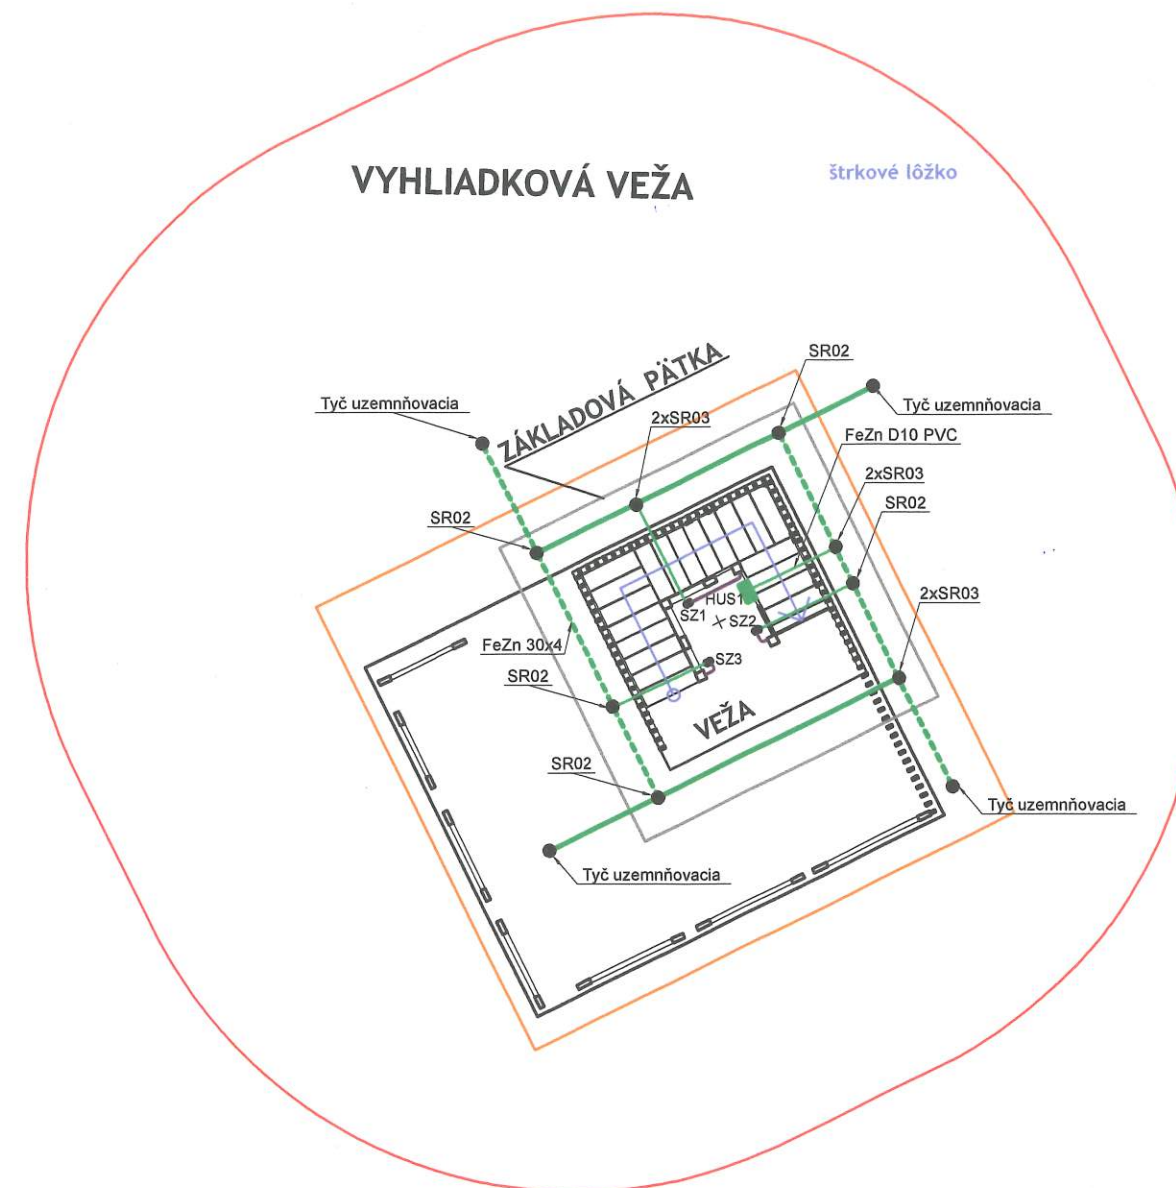 VYHLIADKOVÁ VEŽA
štrkové lôžko
SR02
ZÁKLADOVÁ PÄTKA
Tyč uzemnňovacia
Tyč uzemnňovacia
2xSR03
FeZn D10 PVC
2xSR03
SR02
SR02
HUS1
SZ1
SZ2
2xSR03
FeZn 30x4
SZ3
SR02
VEŽA
SR02
Tyč uzemnňovacia
Tyč uzemnňovacia